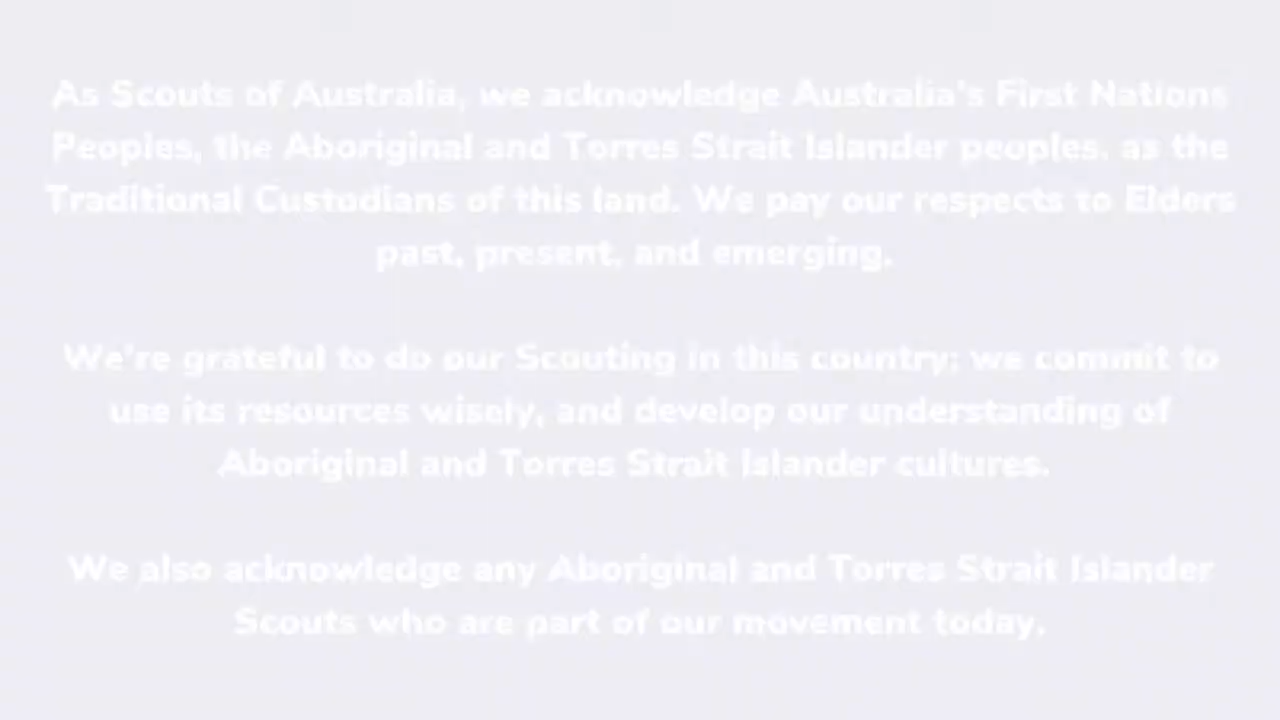 As Scouts of Australia, we acknowledge Australia's First Nations
Peoples, the Aboriginal and Torres Strait Islander peoples, as the
Traditional Custodians of this land. We pay our respects to Elders
past, present, and emerging.
We're grateful to do our Scouting in this country; we commit to
use its resources wisely, and develop our understanding of
Aboriginal and Torres Strait Islander cultures.
We also acknowledge any Aboriginal and Torres Strait Islander
Scouts who are part of our movement today.